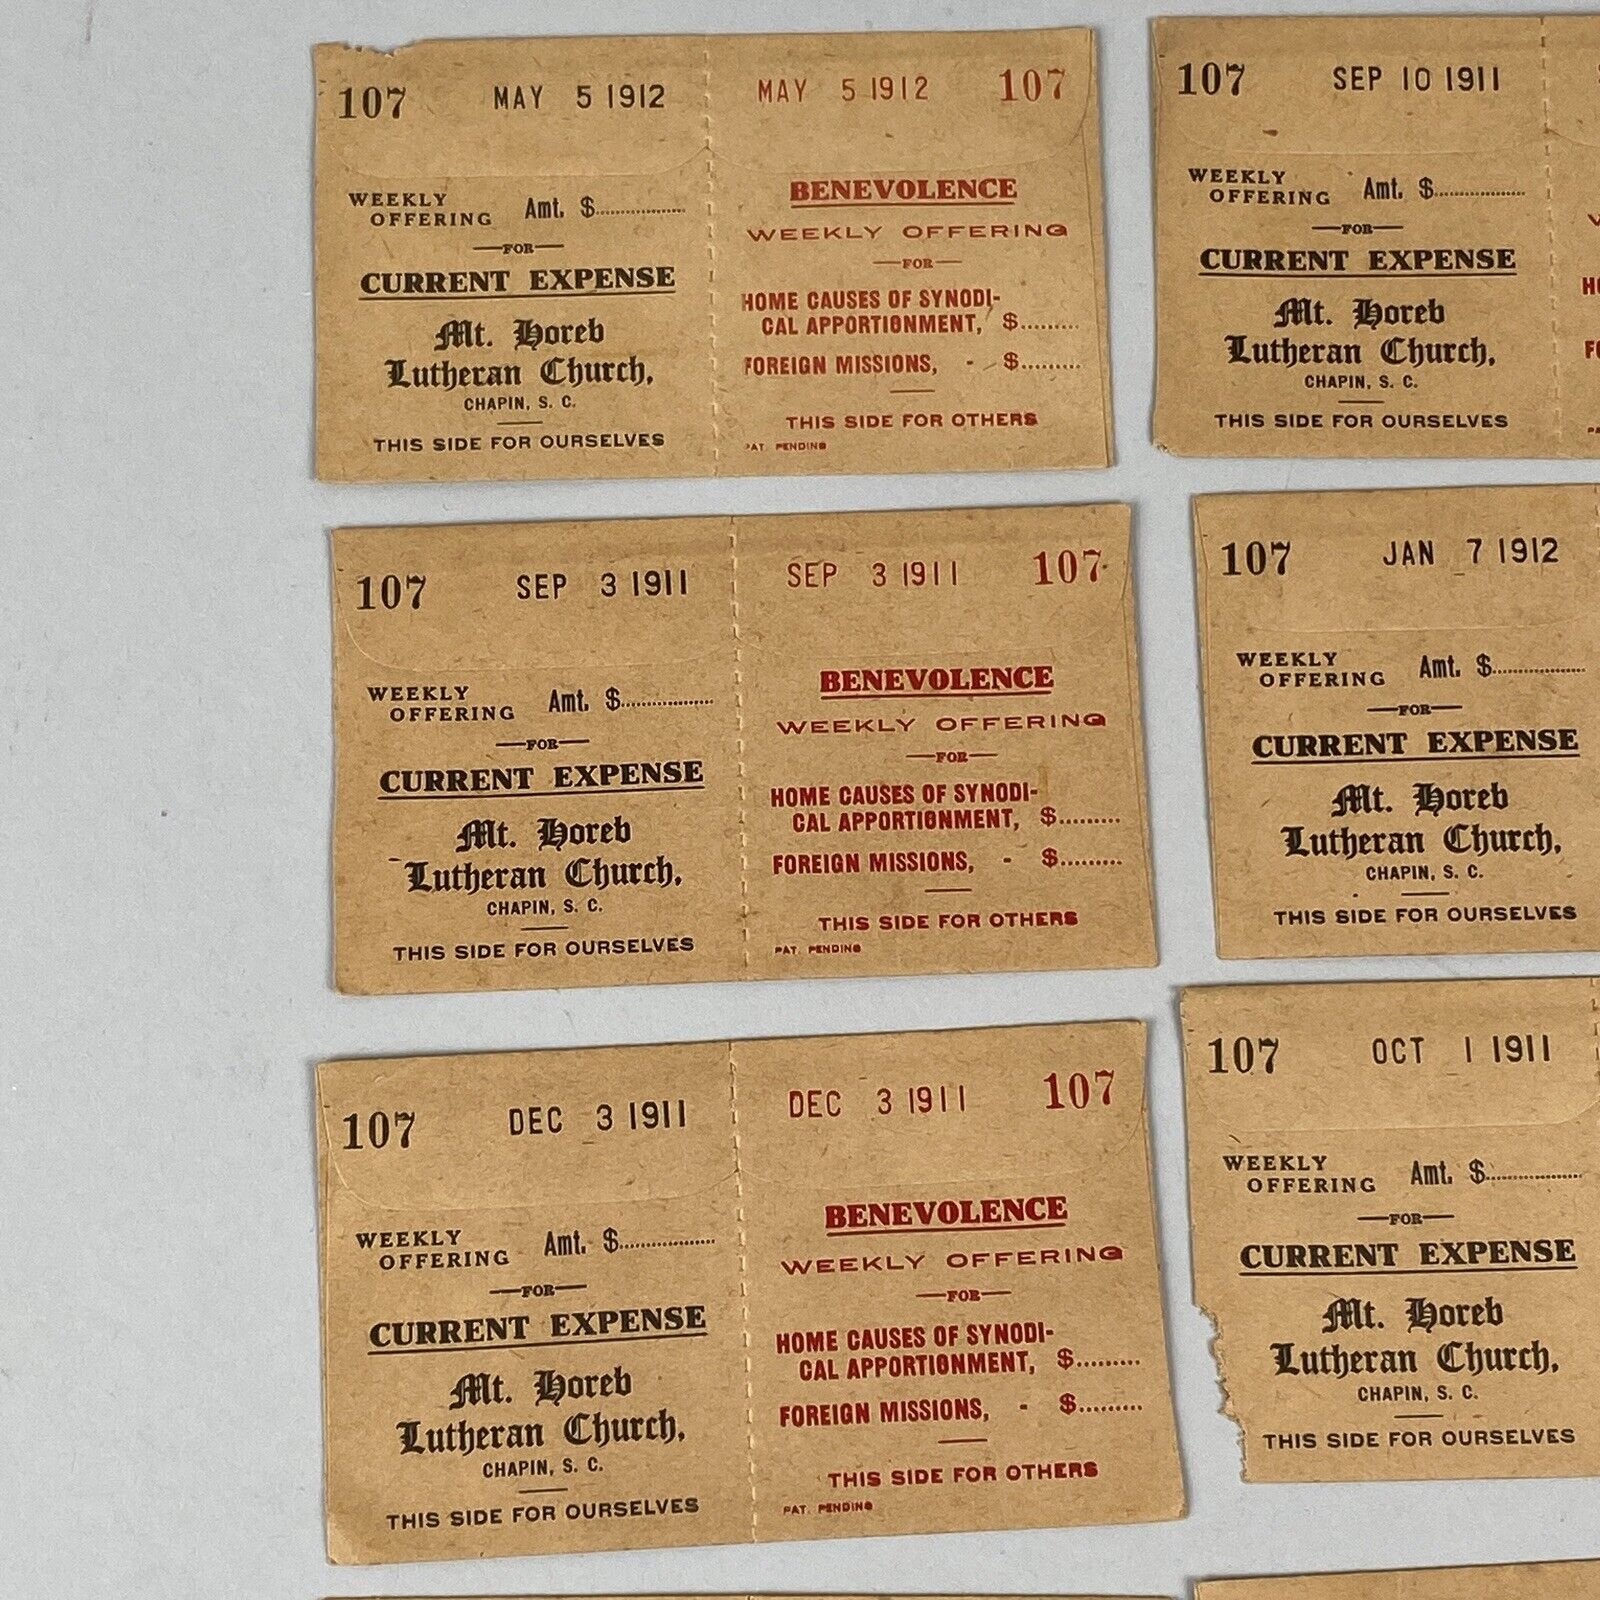 107 MAY 5 1912
WEEKLY OFFERING Amt. $
FOR
CURRENT EXPENSE
Mt. Horeb
Lutheran Church,
CHAPIN, S. C.
THIS SIDE FOR OURSELVES
MAY 5 1912 107
BENEVOLENCE
WEEKLY OFFERING
FOR
HOME CAUSES OF SYNODI-
CAL APPORTIONMENT, $
FOREIGN MISSIONS, - $
THIS SIDE FOR OTHERS
PAT. PENDING
107 SEP 10 1911
WEEKLY OFFERING Amt. $
FOR
CURRENT EXPENSE
Mt. Horeb
Lutheran Church,
CHAPIN, S. C.
THIS SIDE FOR OURSELVES
107 SEP 3 1911
WEEKLY OFFERING Amt. $
FOR
CURRENT EXPENSE
Mt. Horeb
Lutheran Church,
CHAPIN, S. C.
THIS SIDE FOR OURSELVES
SEP 3 1911 107
BENEVOLENCE
WEEKLY OFFERING
FOR
HOME CAUSES OF SYNODI-
CAL APPORTIONMENT, $
FOREIGN MISSIONS, - $
THIS SIDE FOR OTHERS
PAT. PENDING
107 JAN 7 1912
WEEKLY OFFERING Amt. $
FOR
CURRENT EXPENSE
Mt. Horeb
Lutheran Church,
CHAPIN, S. C.
THIS SIDE FOR OURSELVES
107 DEC 3 1911
WEEKLY OFFERING Amt. $
FOR
CURRENT EXPENSE
Mt. Horeb
Lutheran Church,
CHAPIN, S. C.
THIS SIDE FOR OURSELVES
DEC 3 1911 107
BENEVOLENCE
WEEKLY OFFERING
FOR
HOME CAUSES OF SYNODI-
CAL APPORTIONMENT, $
FOREIGN MISSIONS, - $
THIS SIDE FOR OTHERS
PAT. PENDING
107 OCT 1 1911
WEEKLY OFFERING Amt. $
FOR
CURRENT EXPENSE
Mt. Horeb
Lutheran Church,
CHAPIN, S. C.
THIS SIDE FOR OURSELVES